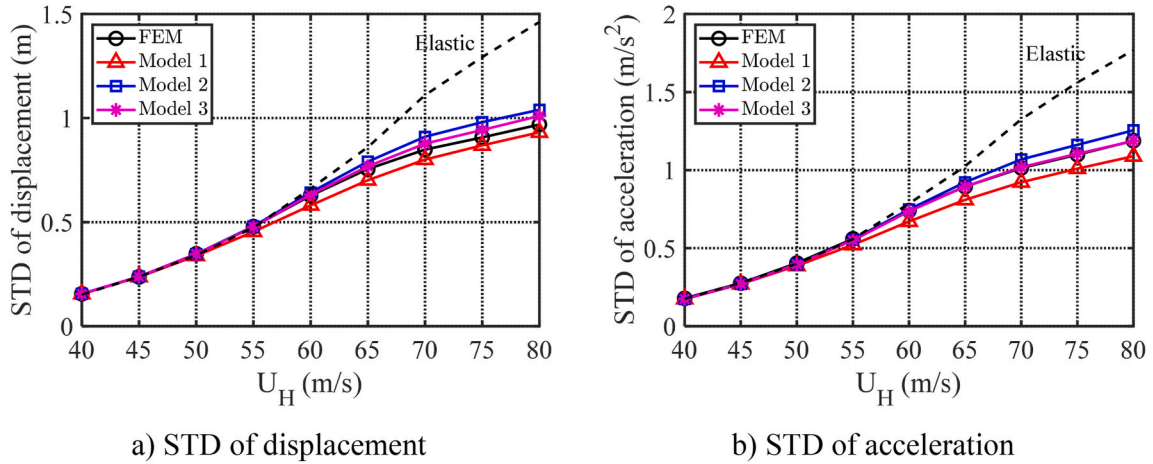 STD of displacement (m)
1.5
1
0.5
0
FEM
Model 1
Model 2
Model 3
Elastic
40 45 50 55 60 65 70 75 80
U_H (m/s)
a) STD of displacement
STD of acceleration (m/s²)
2
1.5
1
0.5
0
FEM
Model 1
Model 2
Model 3
Elastic
40 45 50 55 60 65 70 75 80
U_H (m/s)
b) STD of acceleration